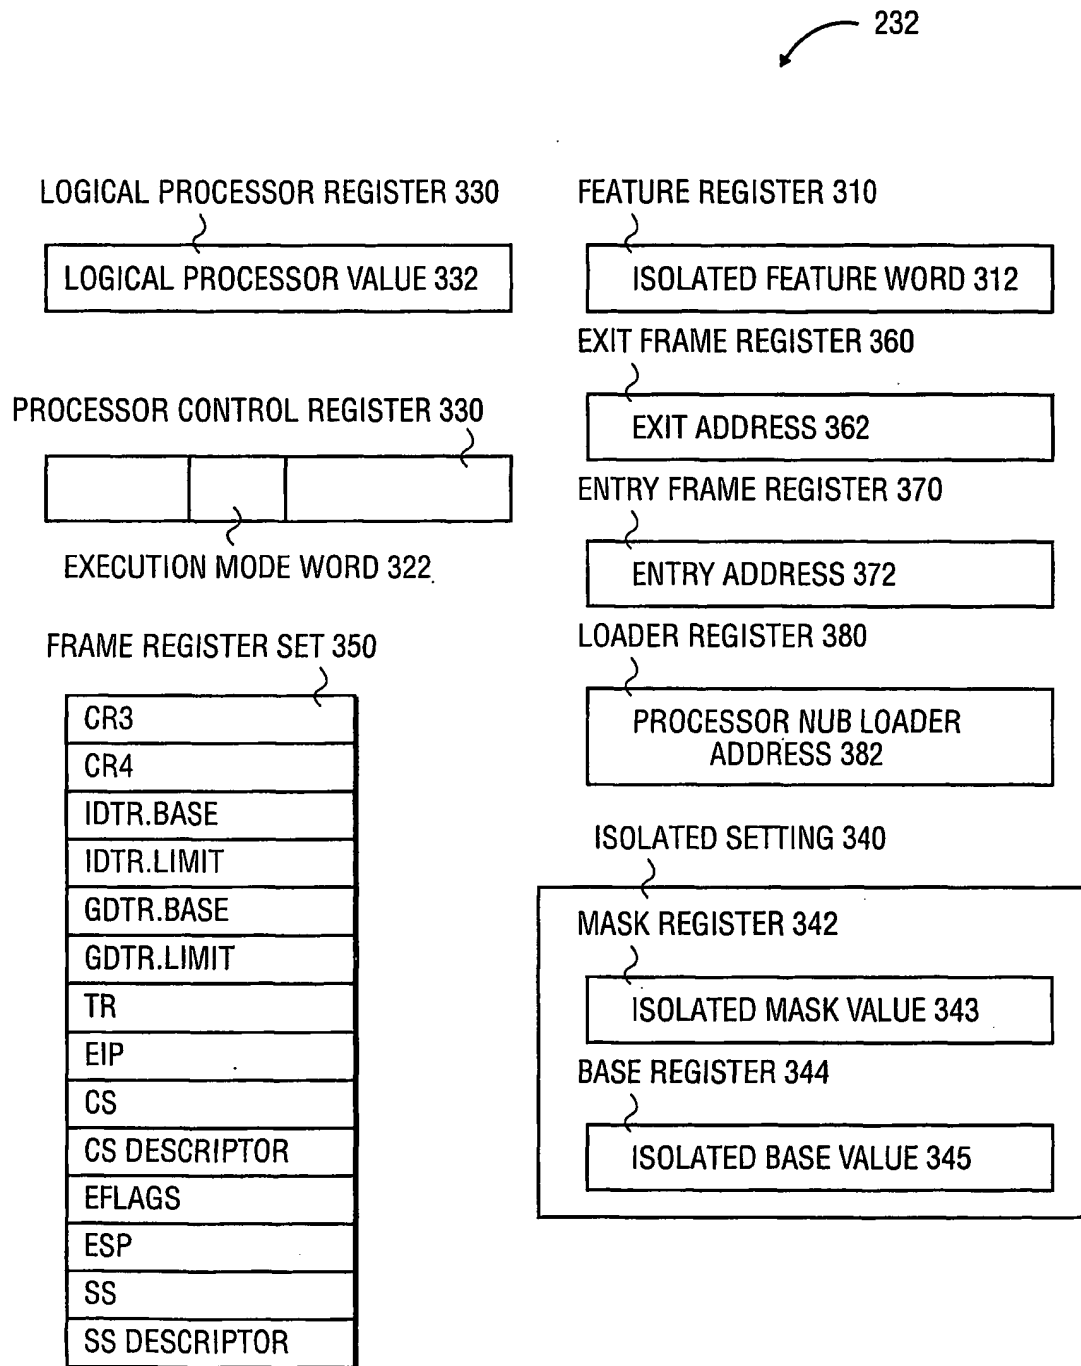 232
LOGICAL PROCESSOR REGISTER 330
LOGICAL PROCESSOR VALUE 332
PROCESSOR CONTROL REGISTER 330
EXECUTION MODE WORD 322
FRAME REGISTER SET 350
CR3
CR4
IDTR.BASE
IDTR.LIMIT
GDTR.BASE
GDTR.LIMIT
TR
EIP
CS
CS DESCRIPTOR
EFLAGS
ESP
SS
SS DESCRIPTOR
FEATURE REGISTER 310
ISOLATED FEATURE WORD 312
EXIT FRAME REGISTER 360
EXIT ADDRESS 362
ENTRY FRAME REGISTER 370
ENTRY ADDRESS 372
LOADER REGISTER 380
PROCESSOR NUB LOADER
ADDRESS 382
ISOLATED SETTING 340
MASK REGISTER 342
ISOLATED MASK VALUE 343
BASE REGISTER 344
ISOLATED BASE VALUE 345